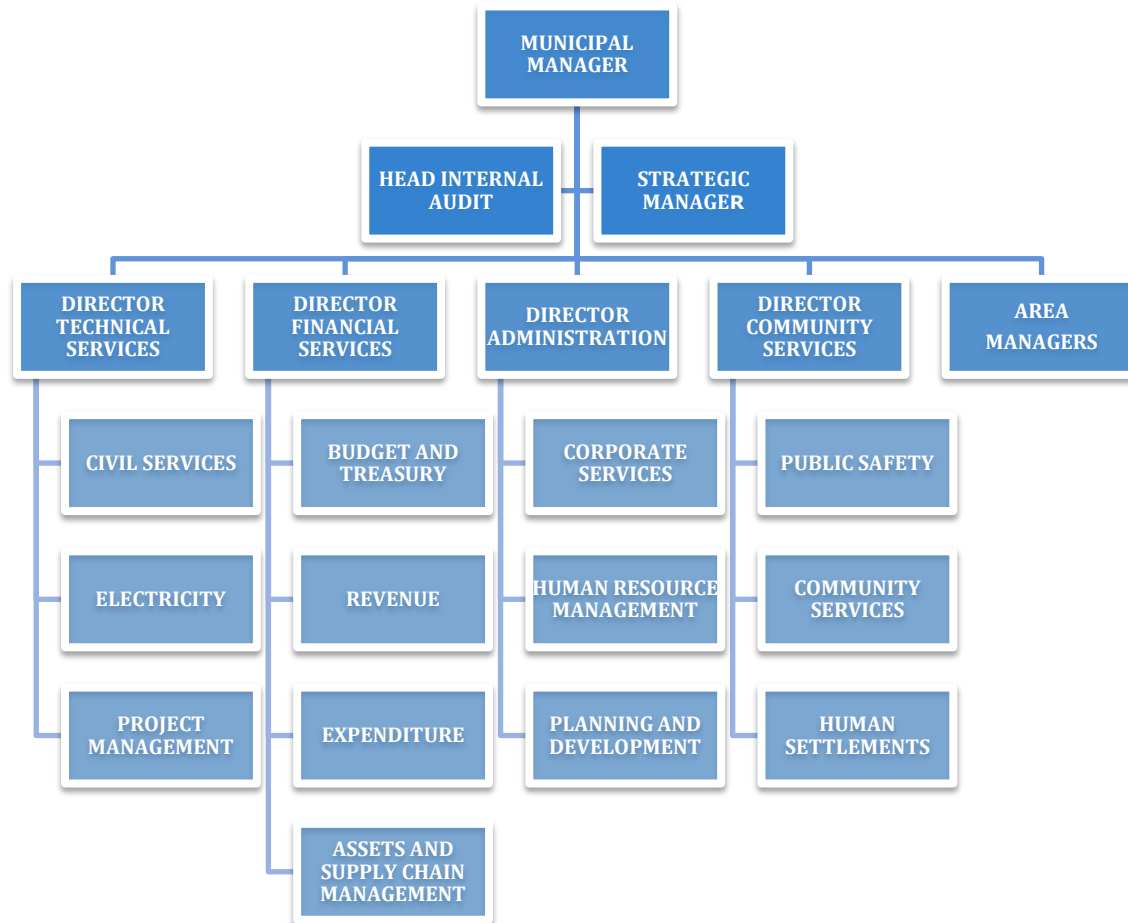 MUNICIPAL
MANAGER
HEAD INTERNAL
AUDIT
STRATEGIC
MANAGER
DIRECTOR
TECHNICAL
SERVICES
DIRECTOR
FINANCIAL
SERVICES
DIRECTOR
ADMINISTRATION
DIRECTOR
COMMUNITY
SERVICES
AREA
MANAGERS
CIVIL SERVICES
BUDGET AND
TREASURY
CORPORATE
SERVICES
PUBLIC SAFETY
ELECTRICITY
REVENUE
HUMAN RESOURCE
MANAGEMENT
COMMUNITY
SERVICES
PROJECT
MANAGEMENT
EXPENDITURE
PLANNING AND
DEVELOPMENT
HUMAN
SETTLEMENTS
ASSETS AND
SUPPLY CHAIN
MANAGEMENT